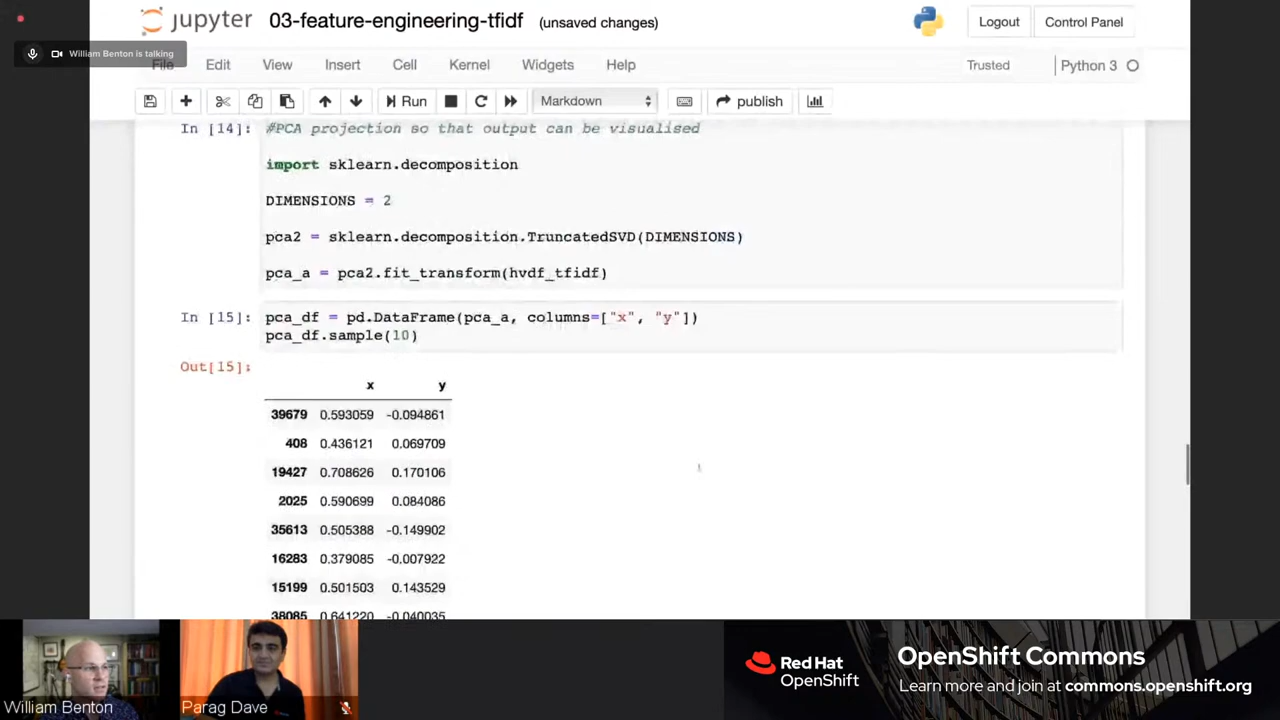 jupyter 03-feature-engineering-tfidf (unsaved changes) Logout Control Panel
William Benton is talking
File Edit View Insert Cell Kernel Widgets Help Trusted Python 3
Run Markdown publish
In [14]: #PCA projection so that output can be visualised
import sklearn.decomposition
DIMENSIONS = 2
pca2 = sklearn.decomposition.TruncatedSVD(DIMENSIONS)
pca_a = pca2.fit_transform(hvdf_tfidf)
In [15]: pca_df = pd.DataFrame(pca_a, columns=["x", "y"])
pca_df.sample(10)
Out[15]:
x y
39679 0.593059 -0.094861
408 0.436121 0.069709
19427 0.708626 0.170106
2025 0.590699 0.084086
35613 0.505388 -0.149902
16283 0.379085 -0.007922
15199 0.501503 0.143529
38085 0.641220 -0.040035
William Benton
Parag Dave
Red Hat
OpenShift
OpenShift Commons
Learn more and join at commons.openshift.org